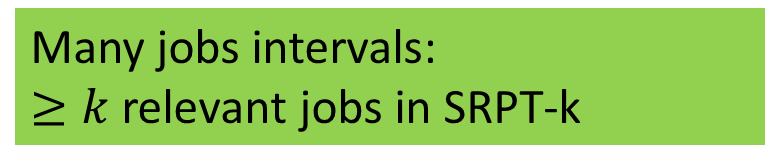 Many jobs intervals:
≥ k relevant jobs in SRPT-k